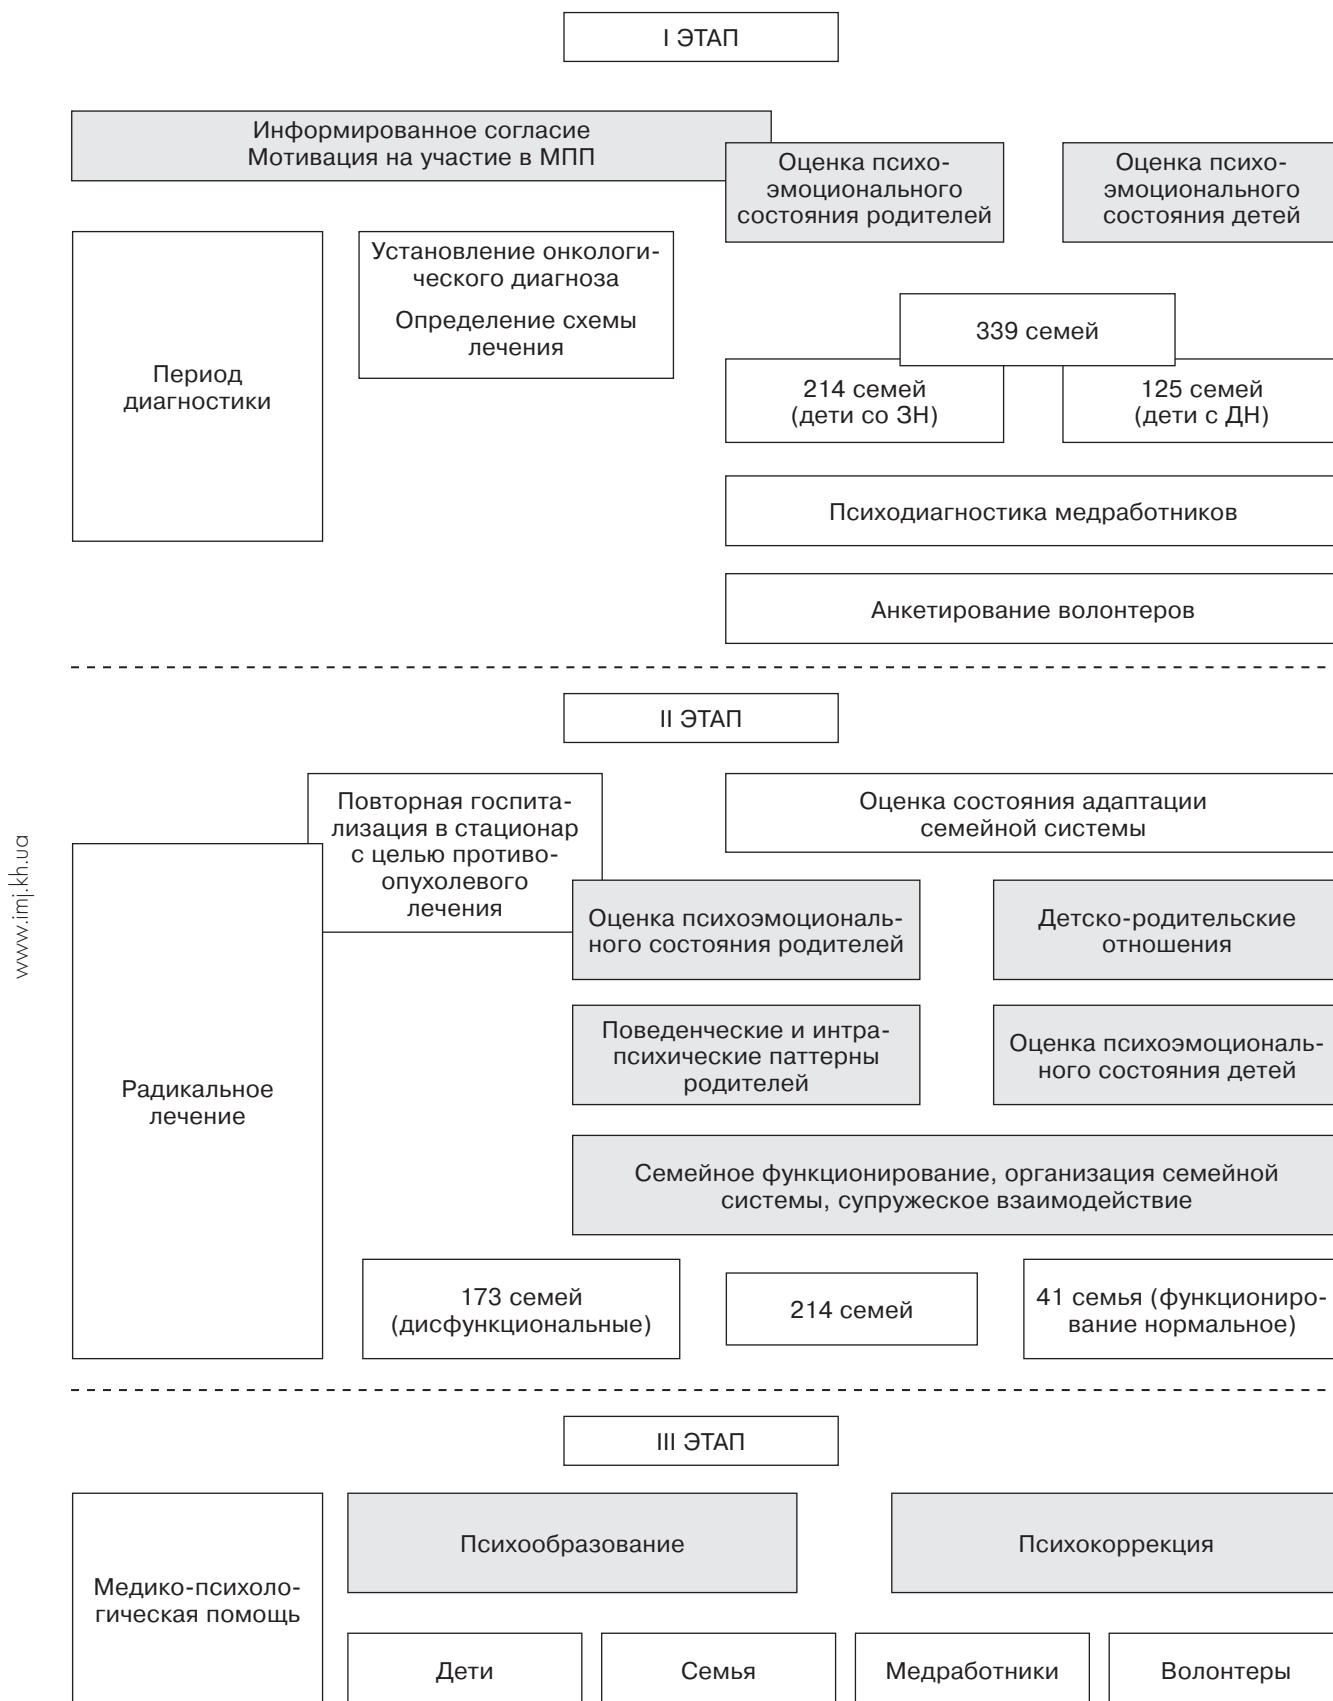 I ЭТАП
Информированное согласие
Мотивация на участие в МПП
Оценка психо-
эмоционального
состояния родителей
Оценка психо-
эмоционального
состояния детей
Период
диагностики
Установление онкологи-
ческого диагноза
Определение схемы
лечения
339 семей
214 семей
(дети со ЗН)
125 семей
(дети с ДН)
Психодиагностика медработников
Анкетирование волонтеров
II ЭТАП
Повторная госпита-
лизация в стационар
с целью противо-
опухолевого
лечения
Оценка состояния адаптации
семейной системы
Радикальное
лечение
Оценка психоэмоциональ-
ного состояния родителей
Детско-родительские
отношения
Поведенческие и интра-
психические паттерны
родителей
Оценка психоэмоциональ-
ного состояния детей
Семейное функционирование, организация семейной
системы, супружеское взаимодействие
173 семей
(дисфункциональные)
214 семей
41 семья (функциониро-
вание нормальное)
III ЭТАП
Медико-психоло-
гическая помощь
Психообразование
Психокоррекция
Дети
Семья
Медработники
Волонтеры
www.imj.kh.ua